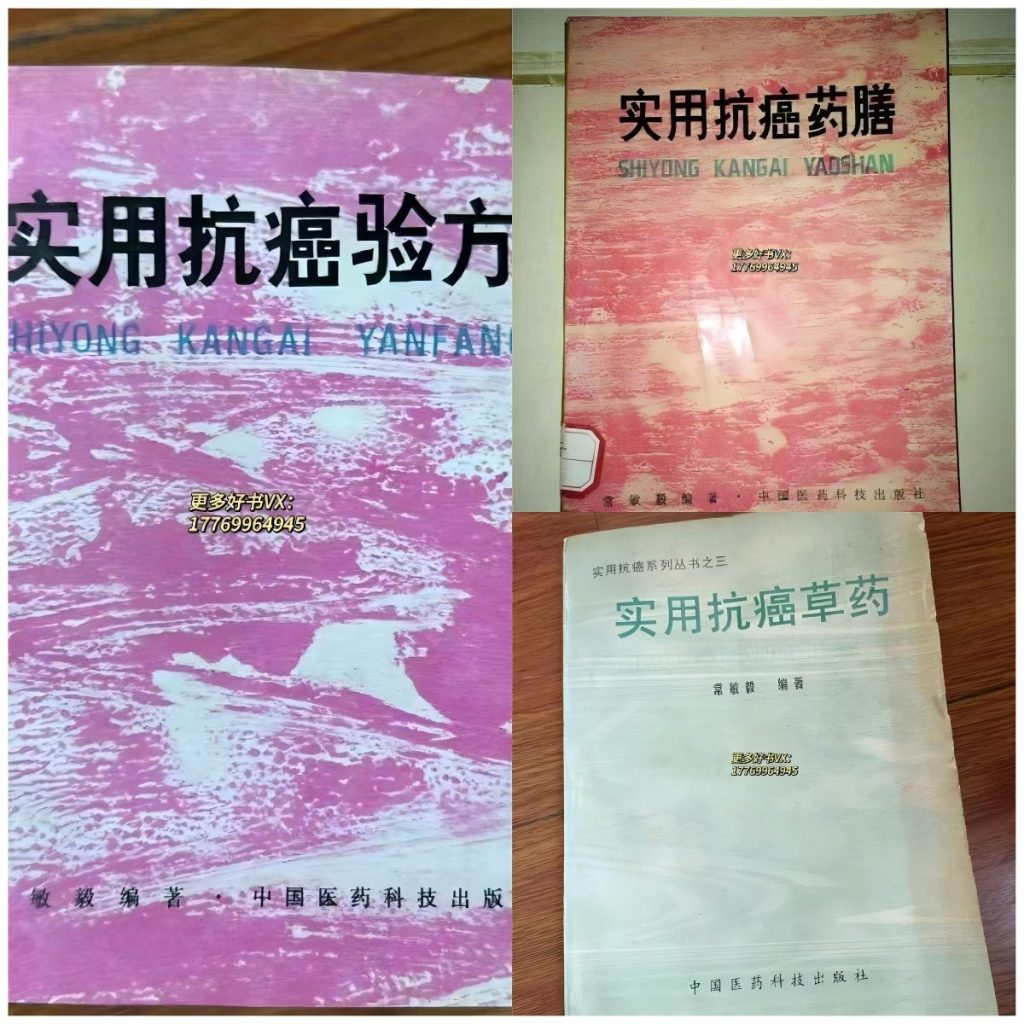 实用抗癌验方
SHIYONG KANGAI YANFANG
更多好书VX:
17769964945
敏毅编著·中国医药科技出版
实用抗癌药膳
SHIYONG KANGAI YAOSHAN
更多好书VX:
17769964945
常敏毅编著·中国医药科技出版社
实用抗癌系列丛书之三
实用抗癌草药
常敏毅 编著
更多好书VX:
17769964945
中国医药科技出版社